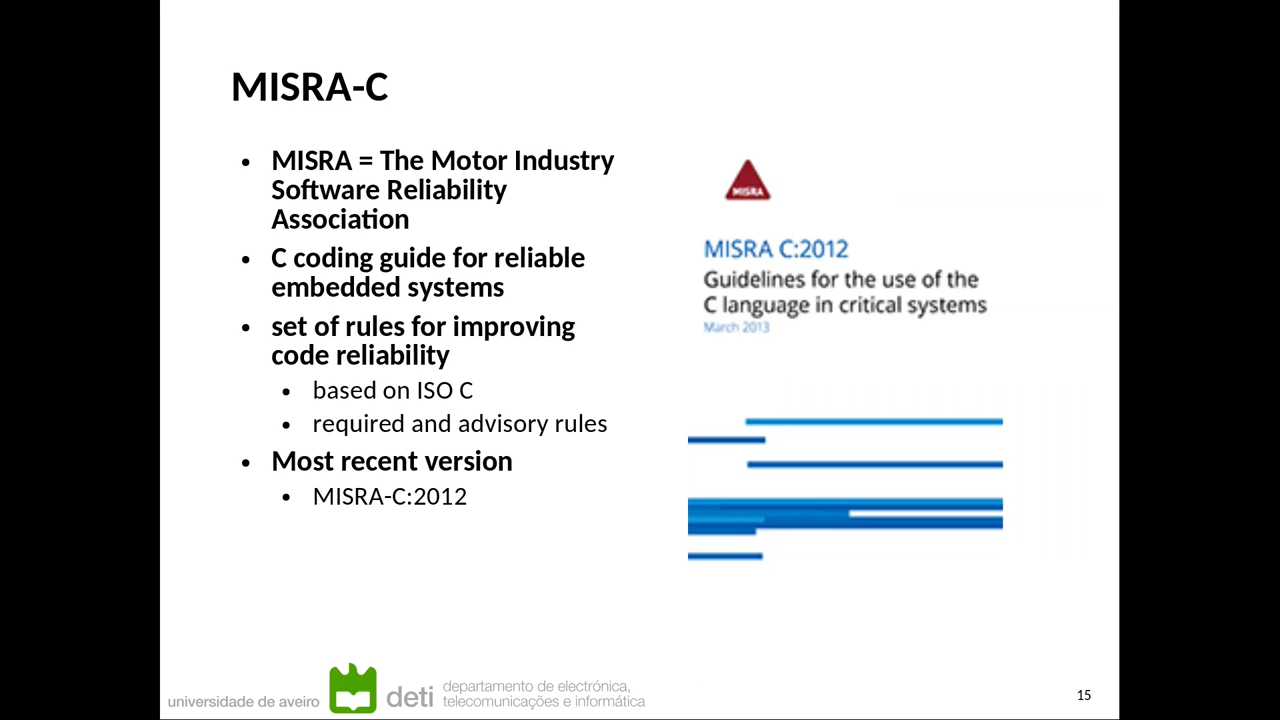 MISRA-C
• MISRA = The Motor Industry
Software Reliability
Association
• C coding guide for reliable
embedded systems
• set of rules for improving
code reliability
• based on ISO C
• required and advisory rules
• Most recent version
• MISRA-C:2012
MISRA
MISRA C:2012
Guidelines for the use of the
C language in critical systems
March 2013
universidade de aveiro
deti
departamento de electrónica,
telecomunicações e informática
15